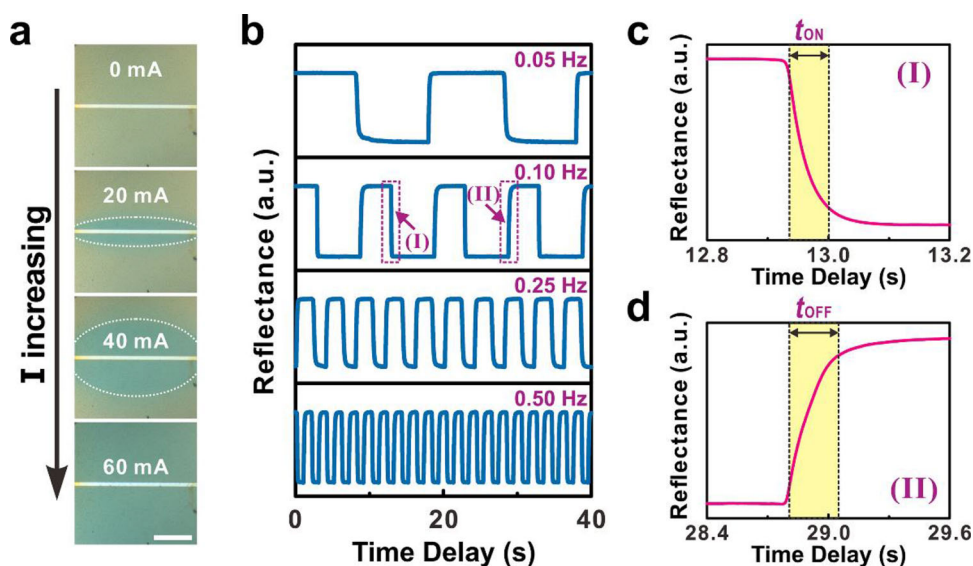 a
I increasing
0 mA
20 mA
40 mA
60 mA
b
Reflectance (a.u.)
0.05 Hz
0.10 Hz
(I)
(II)
0.25 Hz
0.50 Hz
0 20 40
Time Delay (s)
c
tON
(I)
Reflectance (a.u.)
12.8 13.0 13.2
Time Delay (s)
d
tOFF
(II)
Reflectance (a.u.)
28.4 29.0 29.6
Time Delay (s)